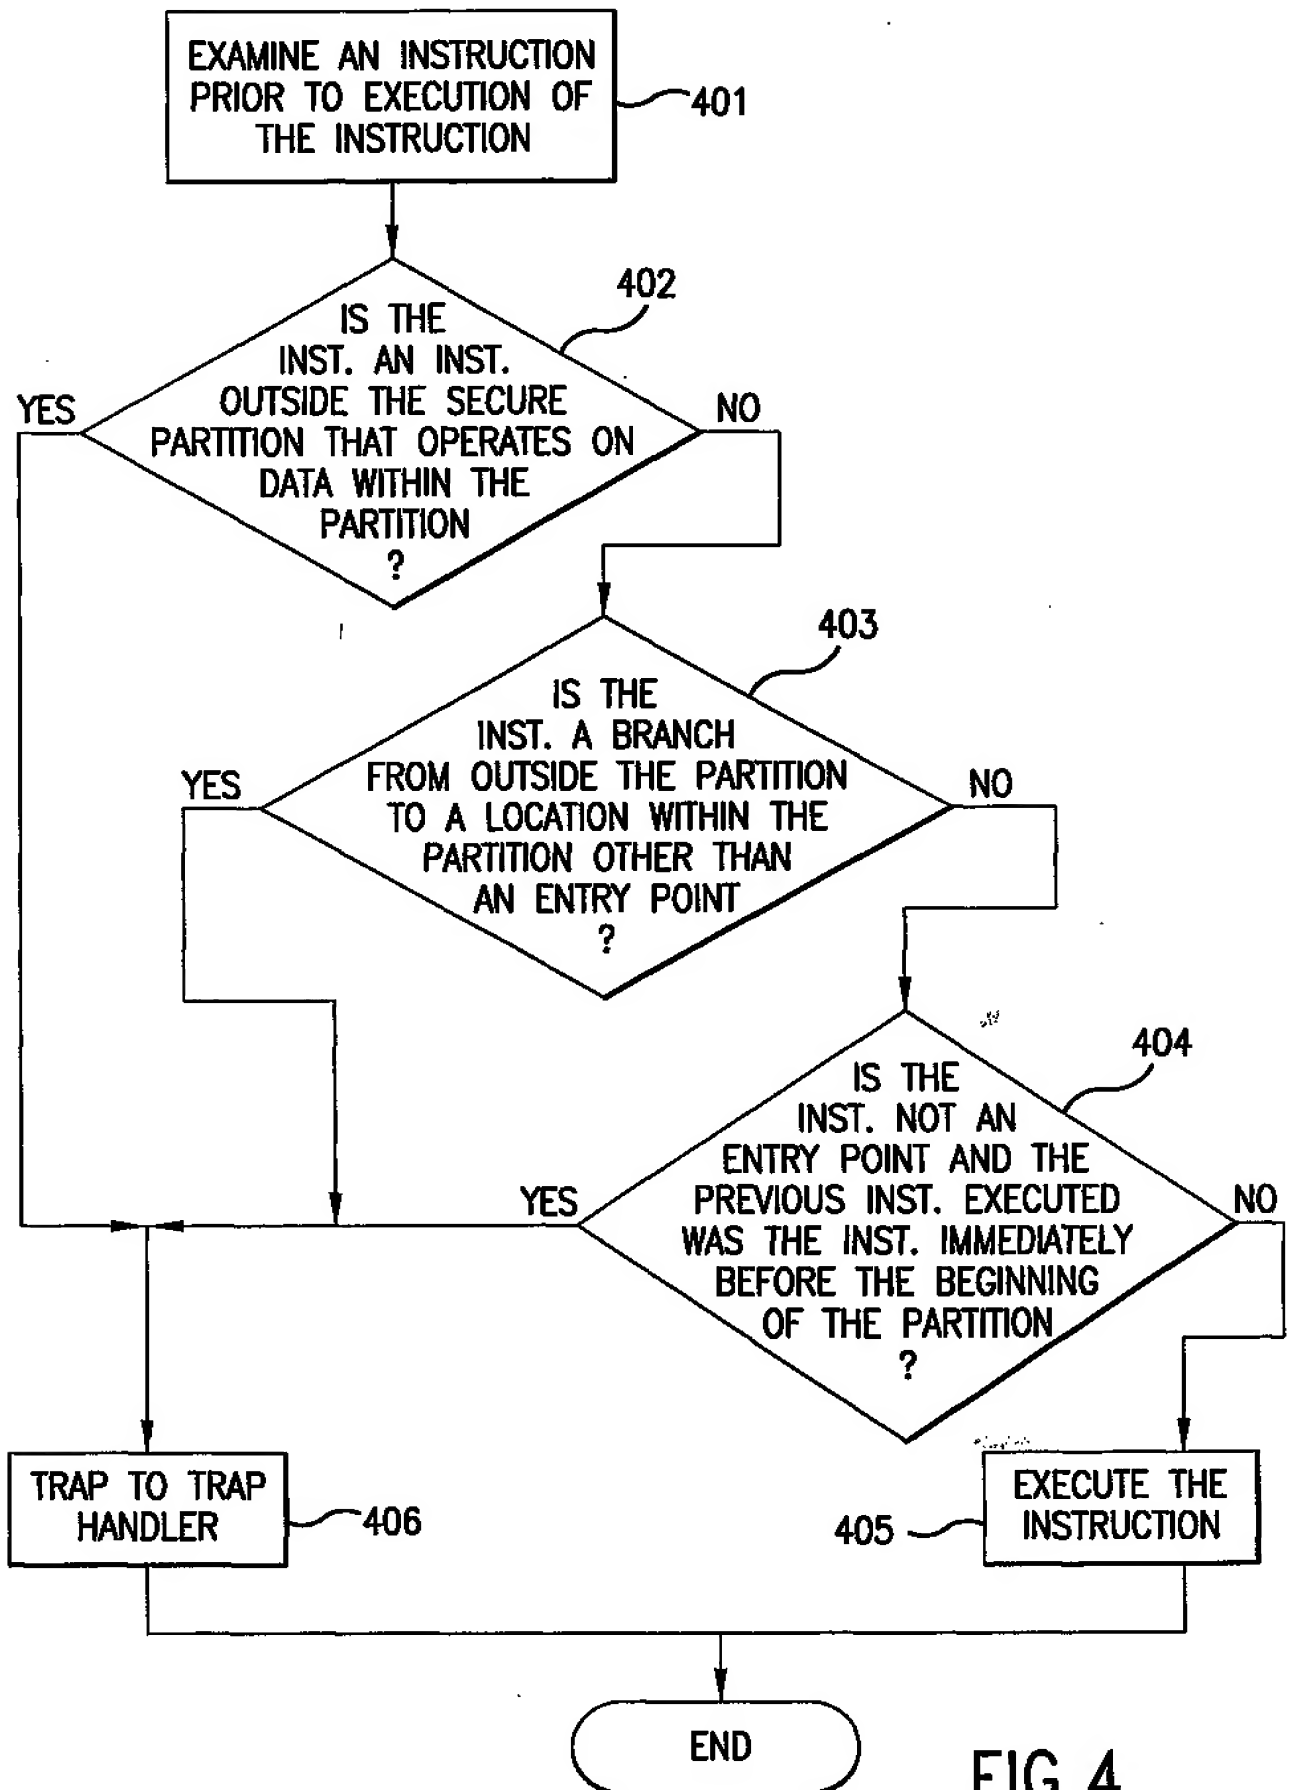 EXAMINE AN INSTRUCTION
PRIOR TO EXECUTION OF
THE INSTRUCTION
401
402
IS THE
INST. AN INST.
OUTSIDE THE SECURE
PARTITION THAT OPERATES ON
DATA WITHIN THE
PARTITION
?
YES
NO
403
IS THE
INST. A BRANCH
FROM OUTSIDE THE PARTITION
TO A LOCATION WITHIN THE
PARTITION OTHER THAN
AN ENTRY POINT
?
YES
NO
404
IS THE
INST. NOT AN
ENTRY POINT AND THE
PREVIOUS INST. EXECUTED
WAS THE INST. IMMEDIATELY
BEFORE THE BEGINNING
OF THE PARTITION
?
YES
NO
TRAP TO TRAP
HANDLER
406
405
EXECUTE THE
INSTRUCTION
END
FIG. 4